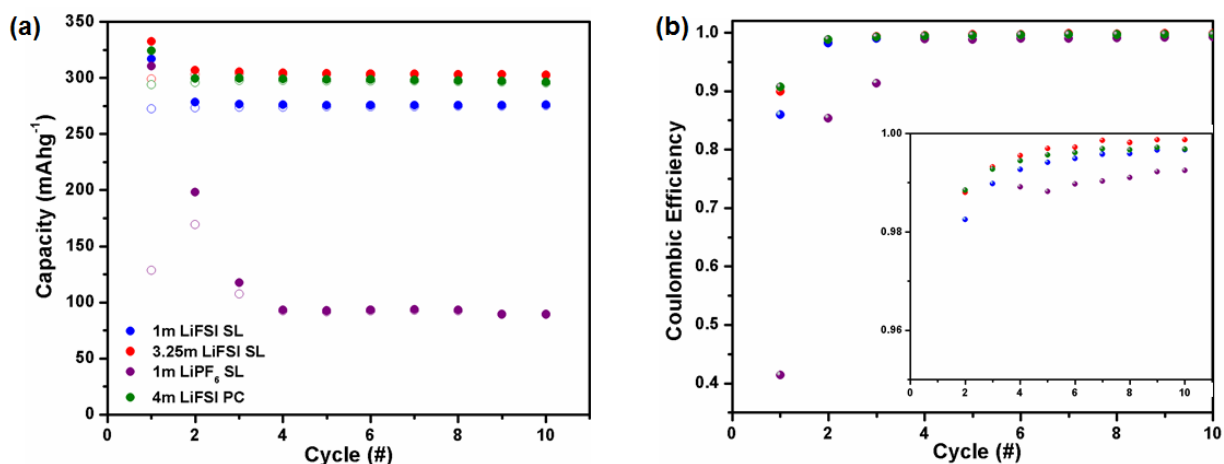 (a)
350
300
250
200
150
100
50
0
Capacity (mAhg⁻¹)
1m LiFSI SL
3.25m LiFSI SL
1m LiPF₆ SL
4m LiFSI PC
0 2 4 6 8 10
Cycle (#)
(b)
1.0
0.9
0.8
0.7
0.6
0.5
0.4
Coulombic Efficiency
1.00
0.98
0.96
0 2 4 6 8 10
0 2 4 6 8 10
Cycle (#)